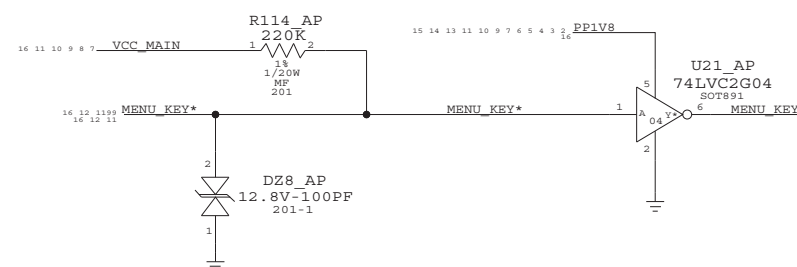 R114_AP
220K
16 11 10 9 8 7 VCC_MAIN 1 2
1%
1/20W
MF
201
15 14 13 11 10 9 7 6 5 4 3 2 PP1V8
16
U21_AP
74LVC2G04
SOT891
5
16 12 1199 MENU_KEY* MENU_KEY* 1 A 04 Y* 6 MENU_KEY
16 12 11
2
2
DZ8_AP
12.8V-100PF
201-1
1